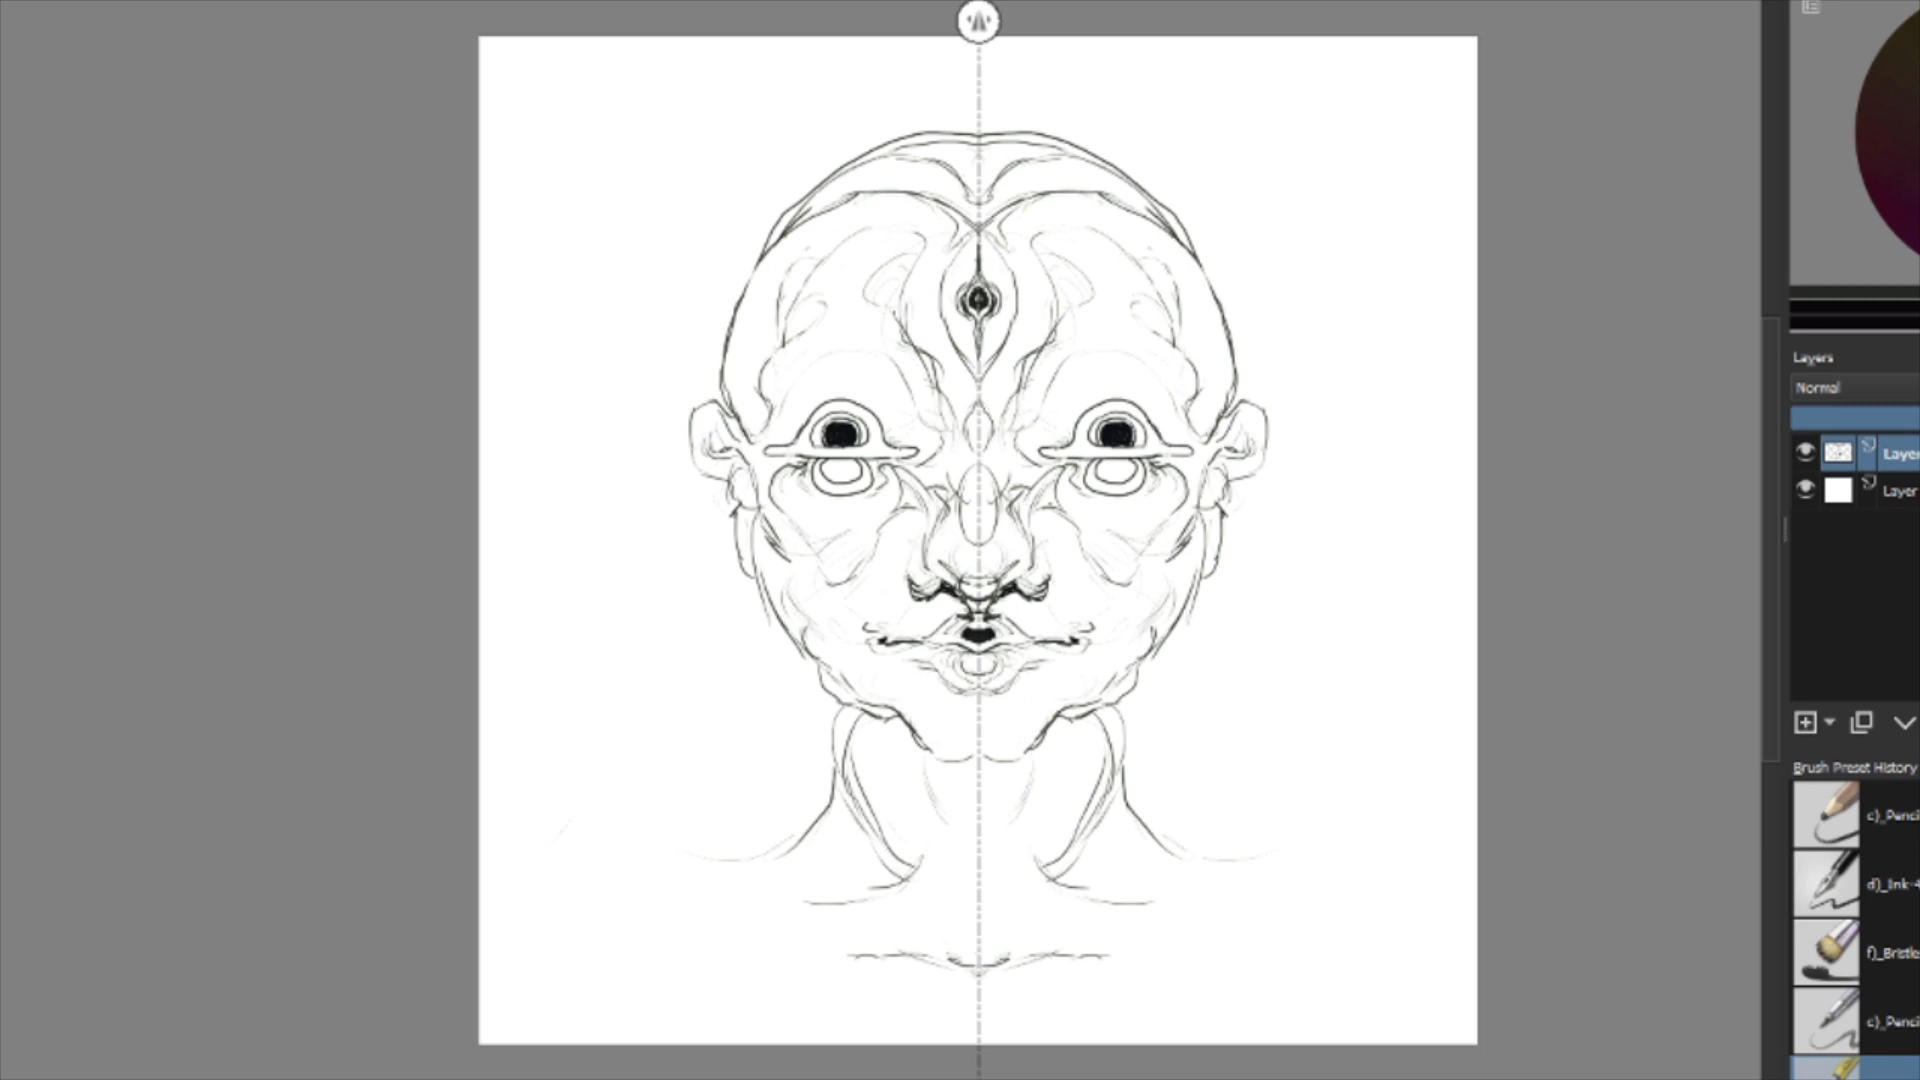 Layers
Normal
Layer
Layer
Brush Preset History
c)_Penci
d)_Ink-4
f)_Bristle
c)_Penci